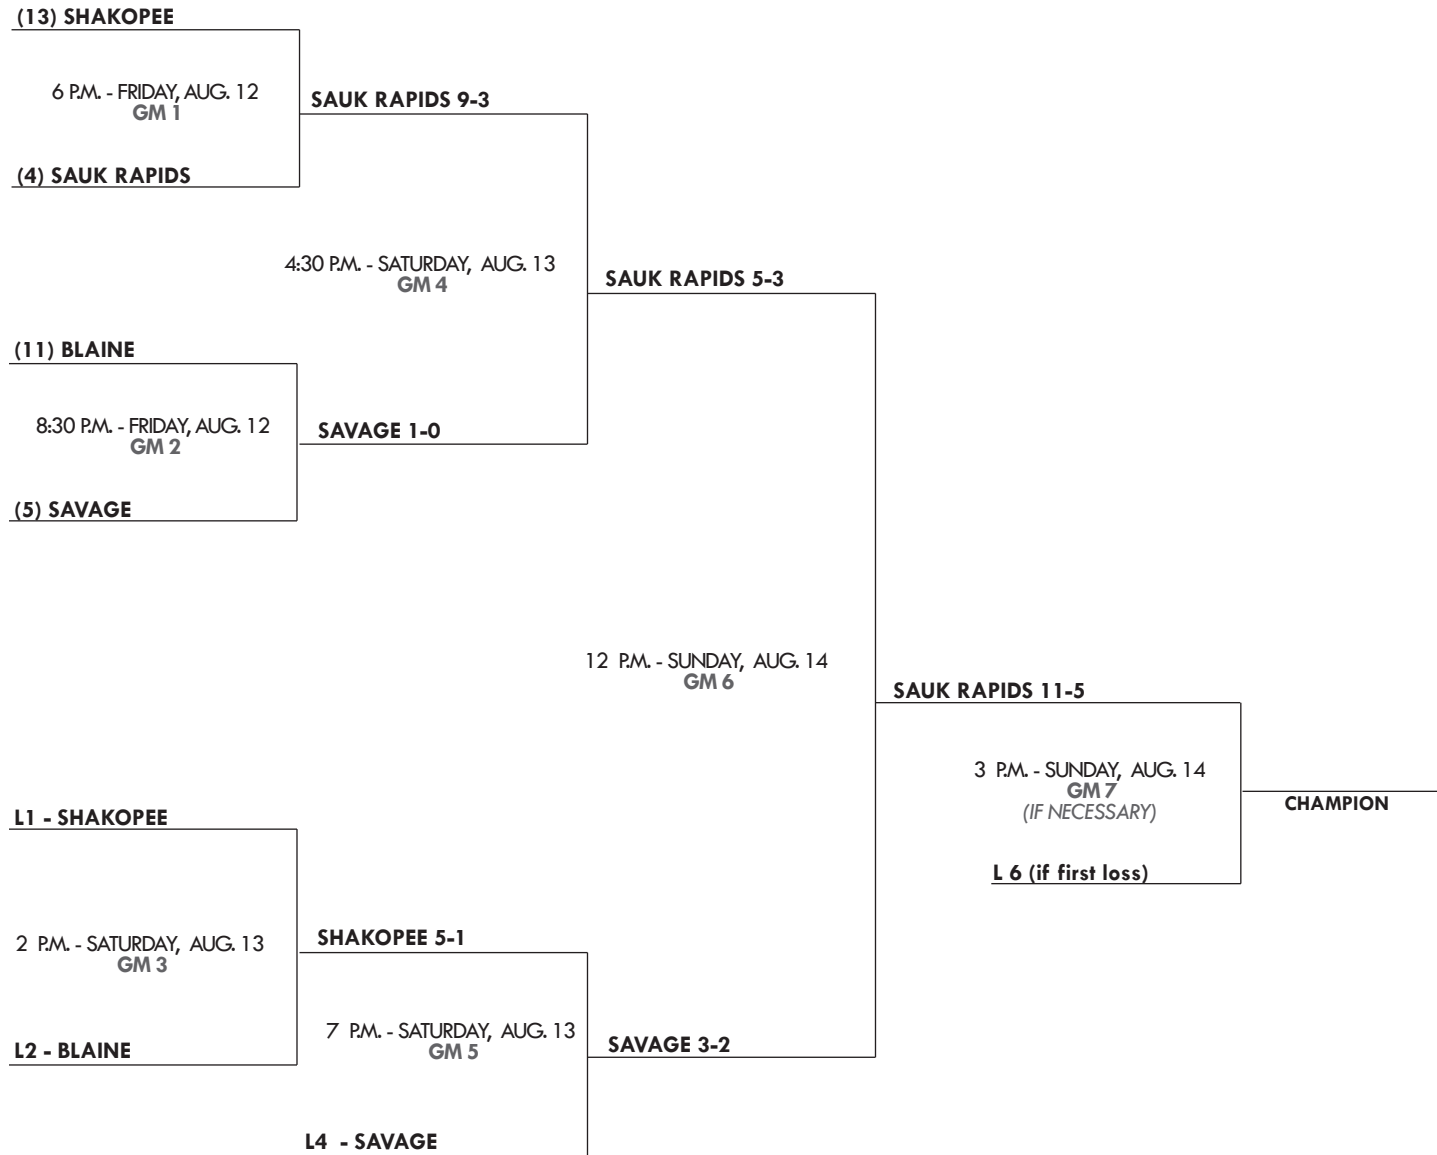 (13) SHAKOPEE
6 P.M. - FRIDAY, AUG. 12
GM 1
SAUK RAPIDS 9-3
(4) SAUK RAPIDS
4:30 P.M. - SATURDAY, AUG. 13
GM 4
SAUK RAPIDS 5-3
(11) BLAINE
8:30 P.M. - FRIDAY, AUG. 12
GM 2
SAVAGE 1-0
(5) SAVAGE
12 P.M. - SUNDAY, AUG. 14
GM 6
SAUK RAPIDS 11-5
3 P.M. - SUNDAY, AUG. 14
GM 7
(IF NECESSARY)
CHAMPION
L 6 (if first loss)
L1 - SHAKOPEE
2 P.M. - SATURDAY, AUG. 13
GM 3
SHAKOPEE 5-1
L2 - BLAINE
7 P.M. - SATURDAY, AUG. 13
GM 5
SAVAGE 3-2
L4 - SAVAGE